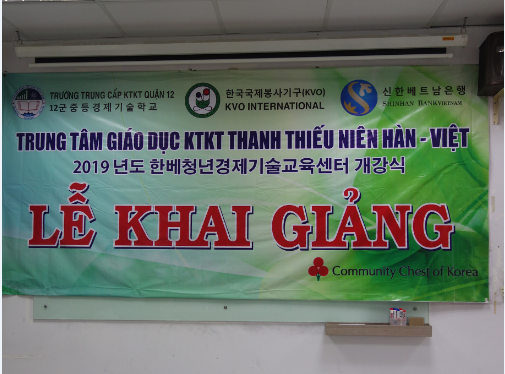 TRƯỜNG TRUNG CẤP KTKT QUẬN 12
12군 중등경제기술학교
한국국제봉사기구(KVO)
KVO INTERNATIONAL
신한베트남은행
SHINHAN BANKVIETNAM
TRUNG TÂM GIÁO DỤC KTKT THANH THIẾU NIÊN HÀN - VIỆT
2019 년도 한베청년경제기술교육센터 개강식
LỄ KHAI GIẢNG
Community Chest of Korea